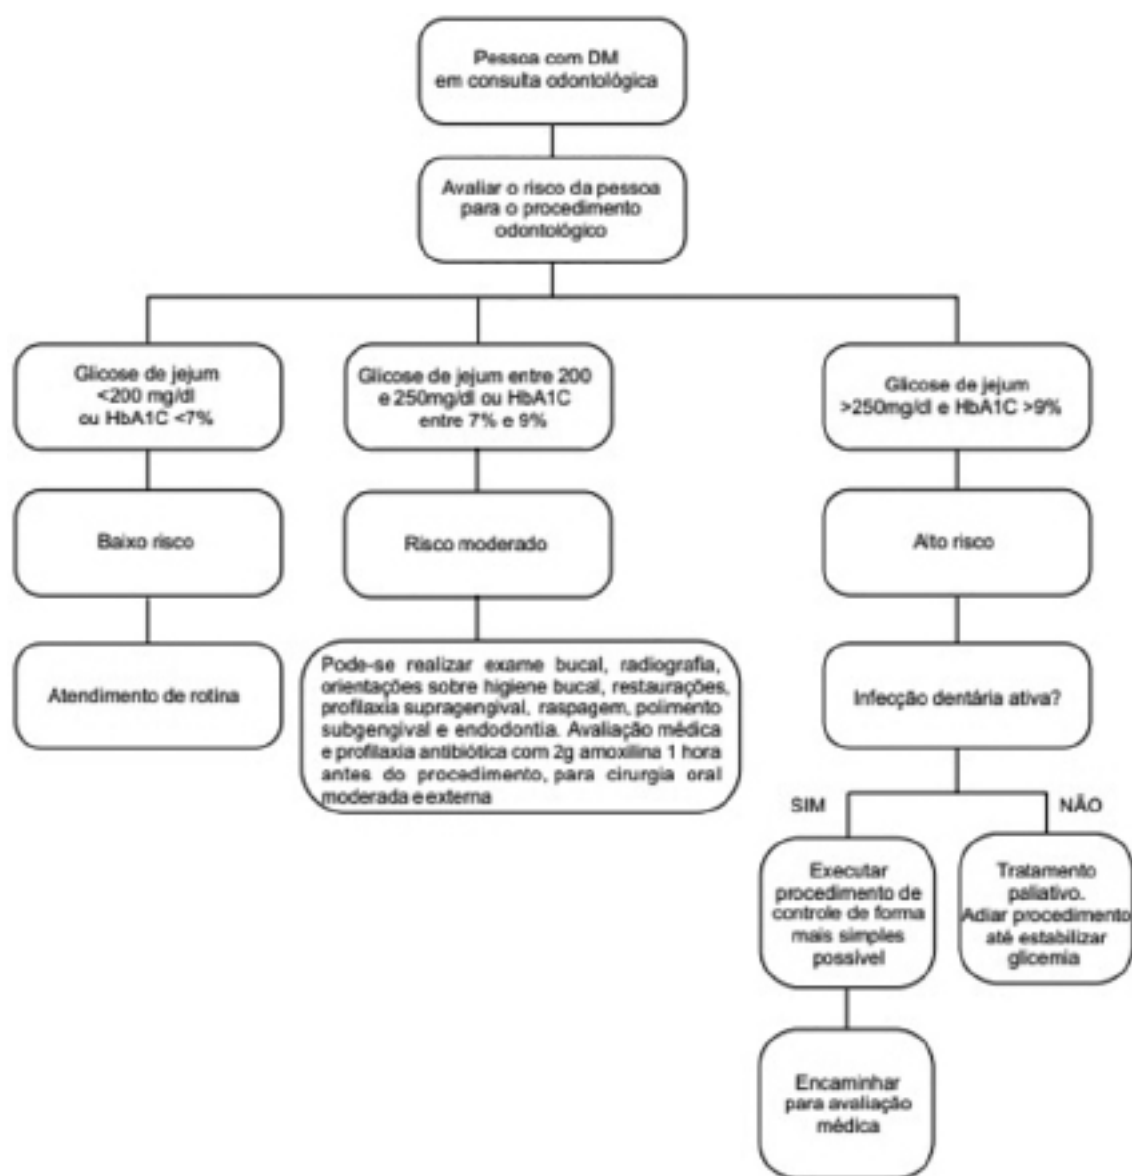 Pessoa com DM
em consulta odontológica
Avaliar o risco da pessoa
para o procedimento
odontológico
Glicose de jejum
<200 mg/dl
ou HbA1C <7%
Glicose de jejum entre 200
e 250mg/dl ou HbA1C
entre 7% e 9%
Glicose de jejum
>250mg/dl e HbA1C >9%
Baixo risco
Risco moderado
Alto risco
Atendimento de rotina
Pode-se realizar exame bucal, radiografia,
orientações sobre higiene bucal, restaurações,
profilaxia supragengival, raspagem, polimento
subgengival e endodontia. Avaliação médica
e profilaxia antibiótica com 2g amoxilina 1 hora
antes do procedimento, para cirurgia oral
moderada e externa
Infecção dentária ativa?
SIM
NÃO
Executar
procedimento de
controle de forma
mais simples
possível
Tratamento
paliativo.
Adiar procedimento
até estabilizar
glicemia
Encaminhar
para avaliação
médica